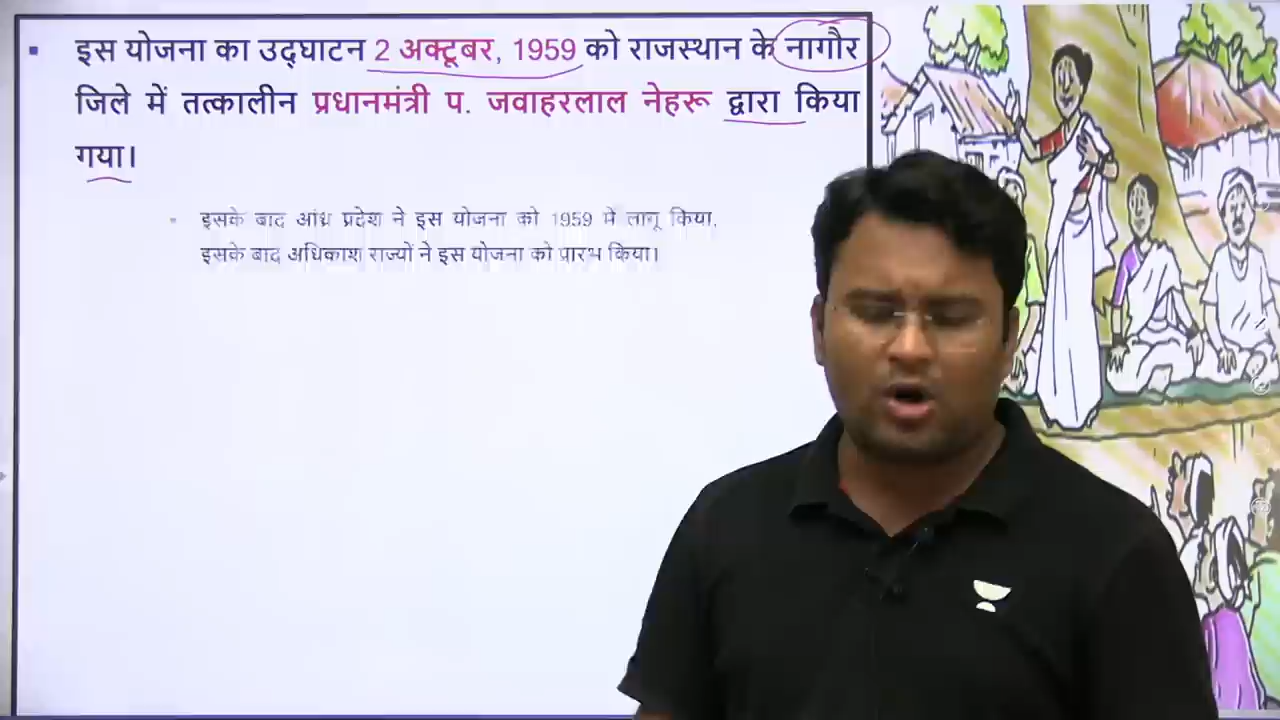 इस योजना का उद्घाटन 2 अक्टूबर, 1959 को राजस्थान के नागौर
जिले में तत्कालीन प्रधानमंत्री प. जवाहरलाल नेहरू द्वारा किया
गया।
इसके बाद आंध्र प्रदेश ने इस योजना को 1959 में लागू किया,
इसके बाद अधिकाश राज्यों ने इस योजना को प्रारंभ किया।